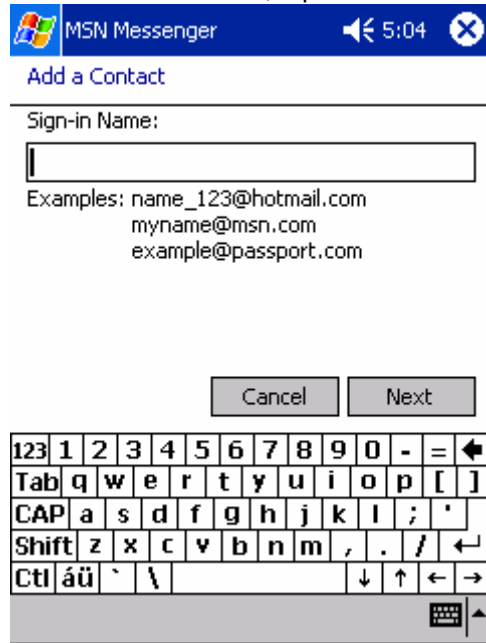 MSN Messenger 5:04
Add a Contact
Sign-in Name:
Examples: name_123@hotmail.com
myname@msn.com
example@passport.com
Cancel Next
123 1 2 3 4 5 6 7 8 9 0 - =
Tab q w e r t y u i o p [ ]
CAP a s d f g h j k l ; '
Shift z x c v b n m , . /
Ctl áü ` \ ↓ ↑ ← →